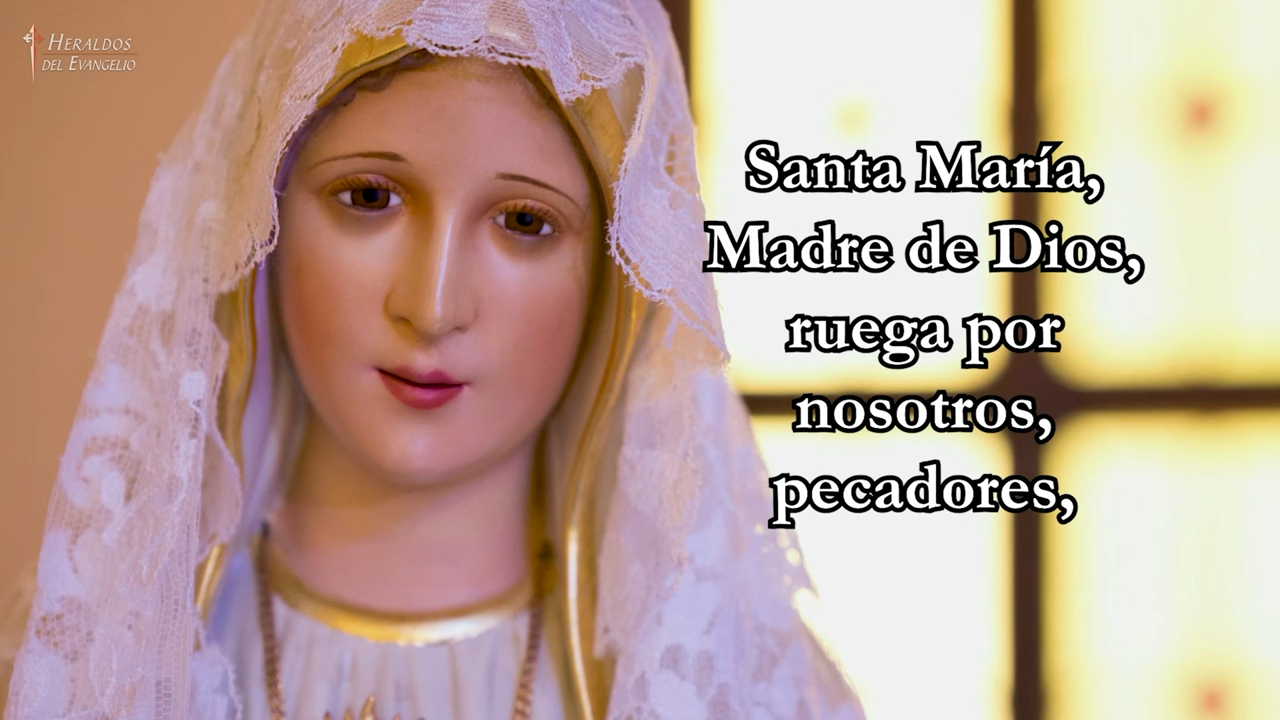 HERALDOS
DEL EVANGELIO
Santa María,
Madre de Dios,
ruega por
nosotros,
pecadores,